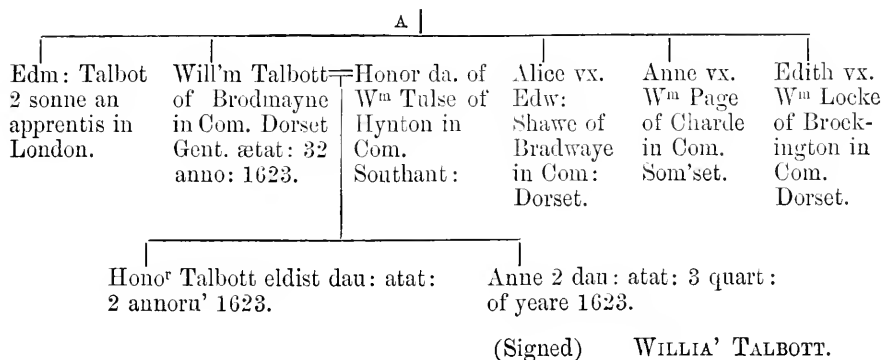 A
Edm: Talbot
2 sonne an
apprentis in
London.
Will'm Talbott
of Brodmayne
in Com. Dorset
Gent. ætat: 32
anno: 1623.
Honor da. of
Wm Tulse of
Hynton in
Com.
Southant:
Alice vx.
Edw:
Shawe of
Bradwaye
in Com:
Dorset.
Anne vx.
Wm Page
of Charde
in Com.
Som'set.
Edith vx.
Wm Locke
of Brock-
ington in
Com.
Dorset.
Honor Talbott eldist dau: atat:
2 annoru' 1623.
Anne 2 dau: atat: 3 quart:
of yeare 1623.
(Signed) WILLIA' TALBOTT.